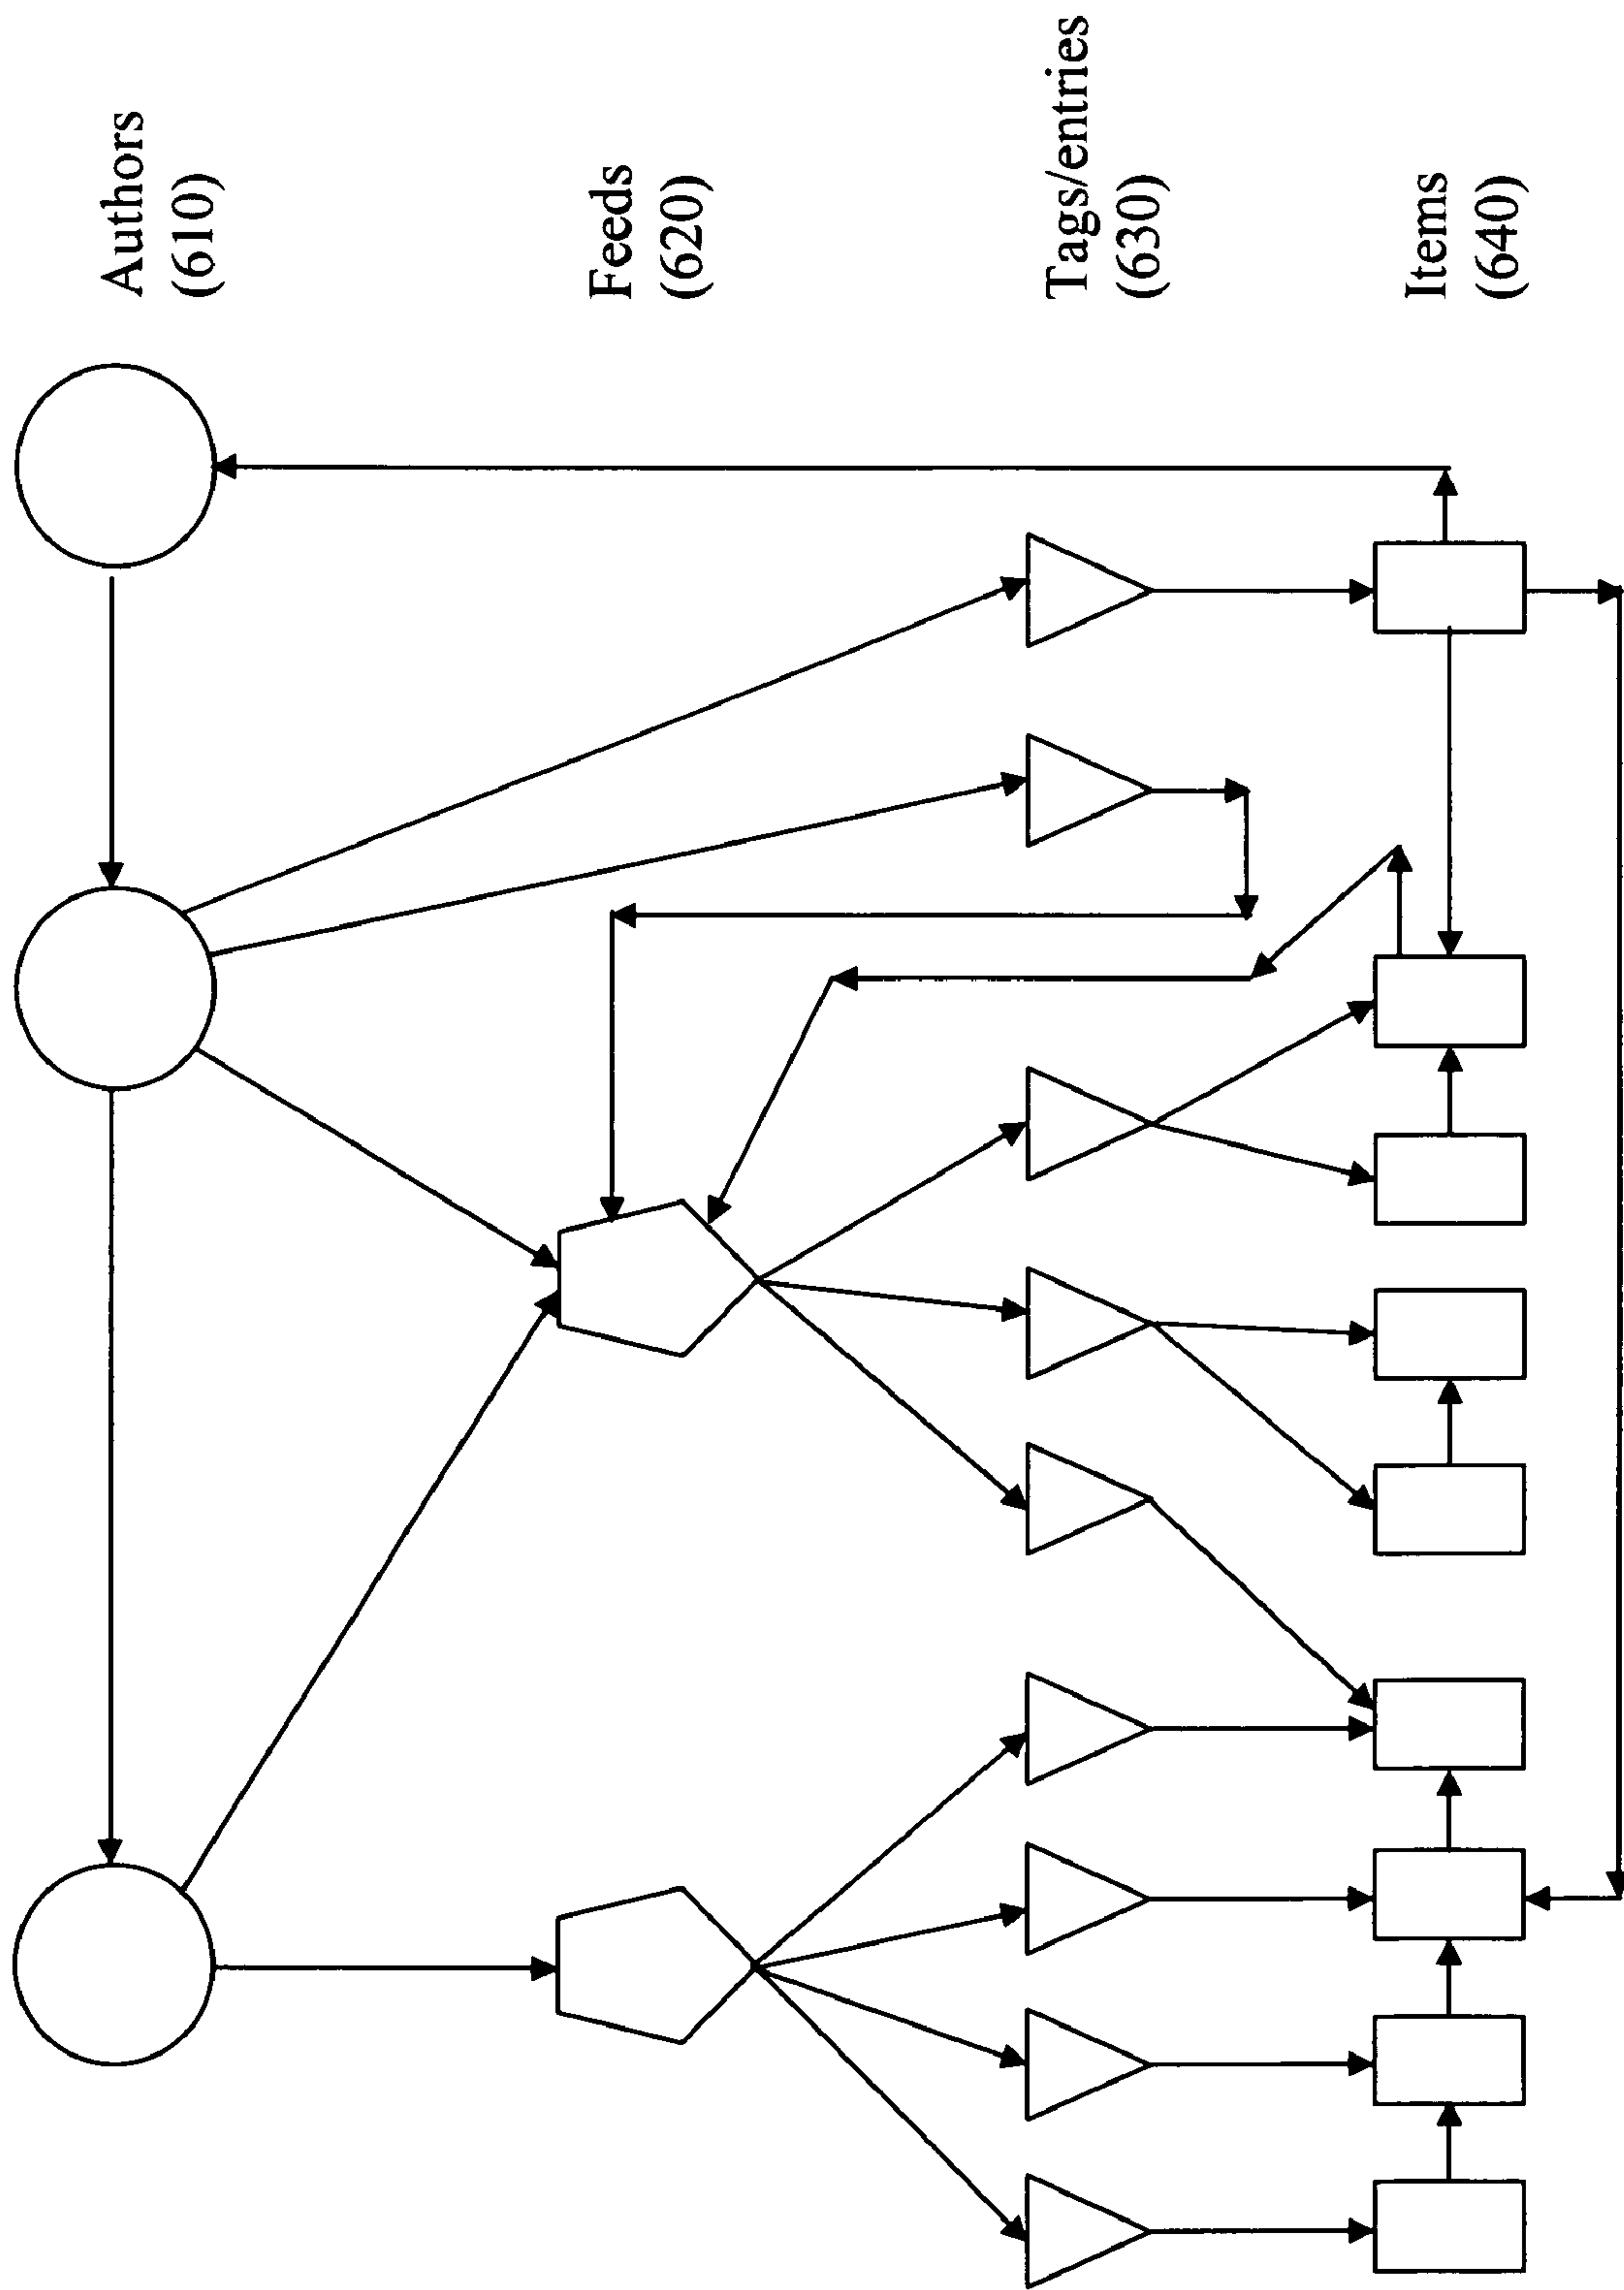 Authors
(610)
Feeds
(620)
Tags/entries
(630)
Items
(640)